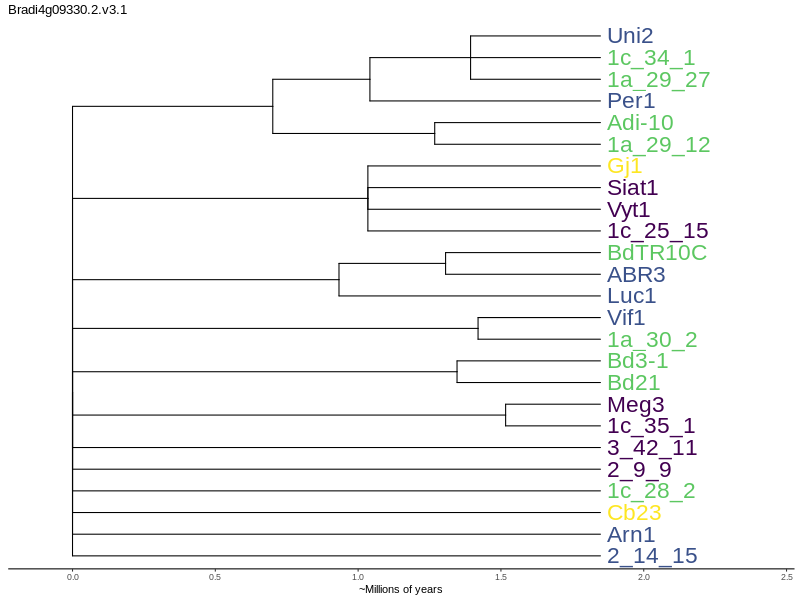 Bradi4g09330.2.v3.1
Uni2
1c_34_1
1a_29_27
Per1
Adi-10
1a_29_12
Gj1
Siat1
Vyt1
1c_25_15
BdTR10C
ABR3
Luc1
Vif1
1a_30_2
Bd3-1
Bd21
Meg3
1c_35_1
3_42_11
2_9_9
1c_28_2
Cb23
Arn1
2_14_15
0.0 0.5 1.0 1.5 2.0 2.5
~Millions of years